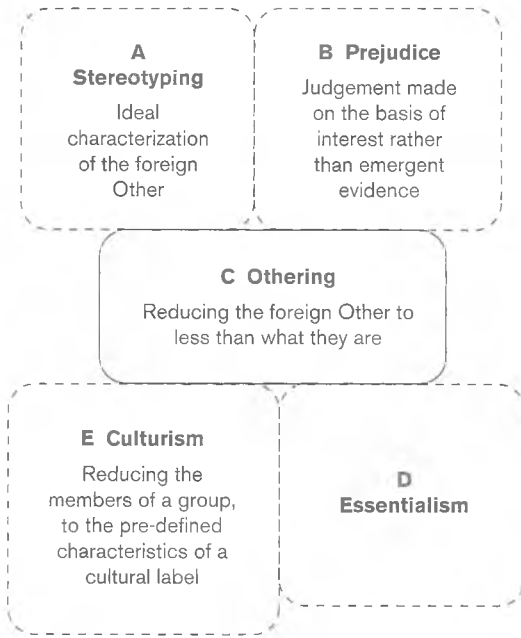 A
Stereotyping
Ideal
characterization
of the foreign
Other
B Prejudice
Judgement made
on the basis of
interest rather
than emergent
evidence
C Othering
Reducing the foreign Other to
less than what they are
E Culturism
Reducing the
members of a group,
to the pre-defined
characteristics of a
cultural label
D
Essentialism